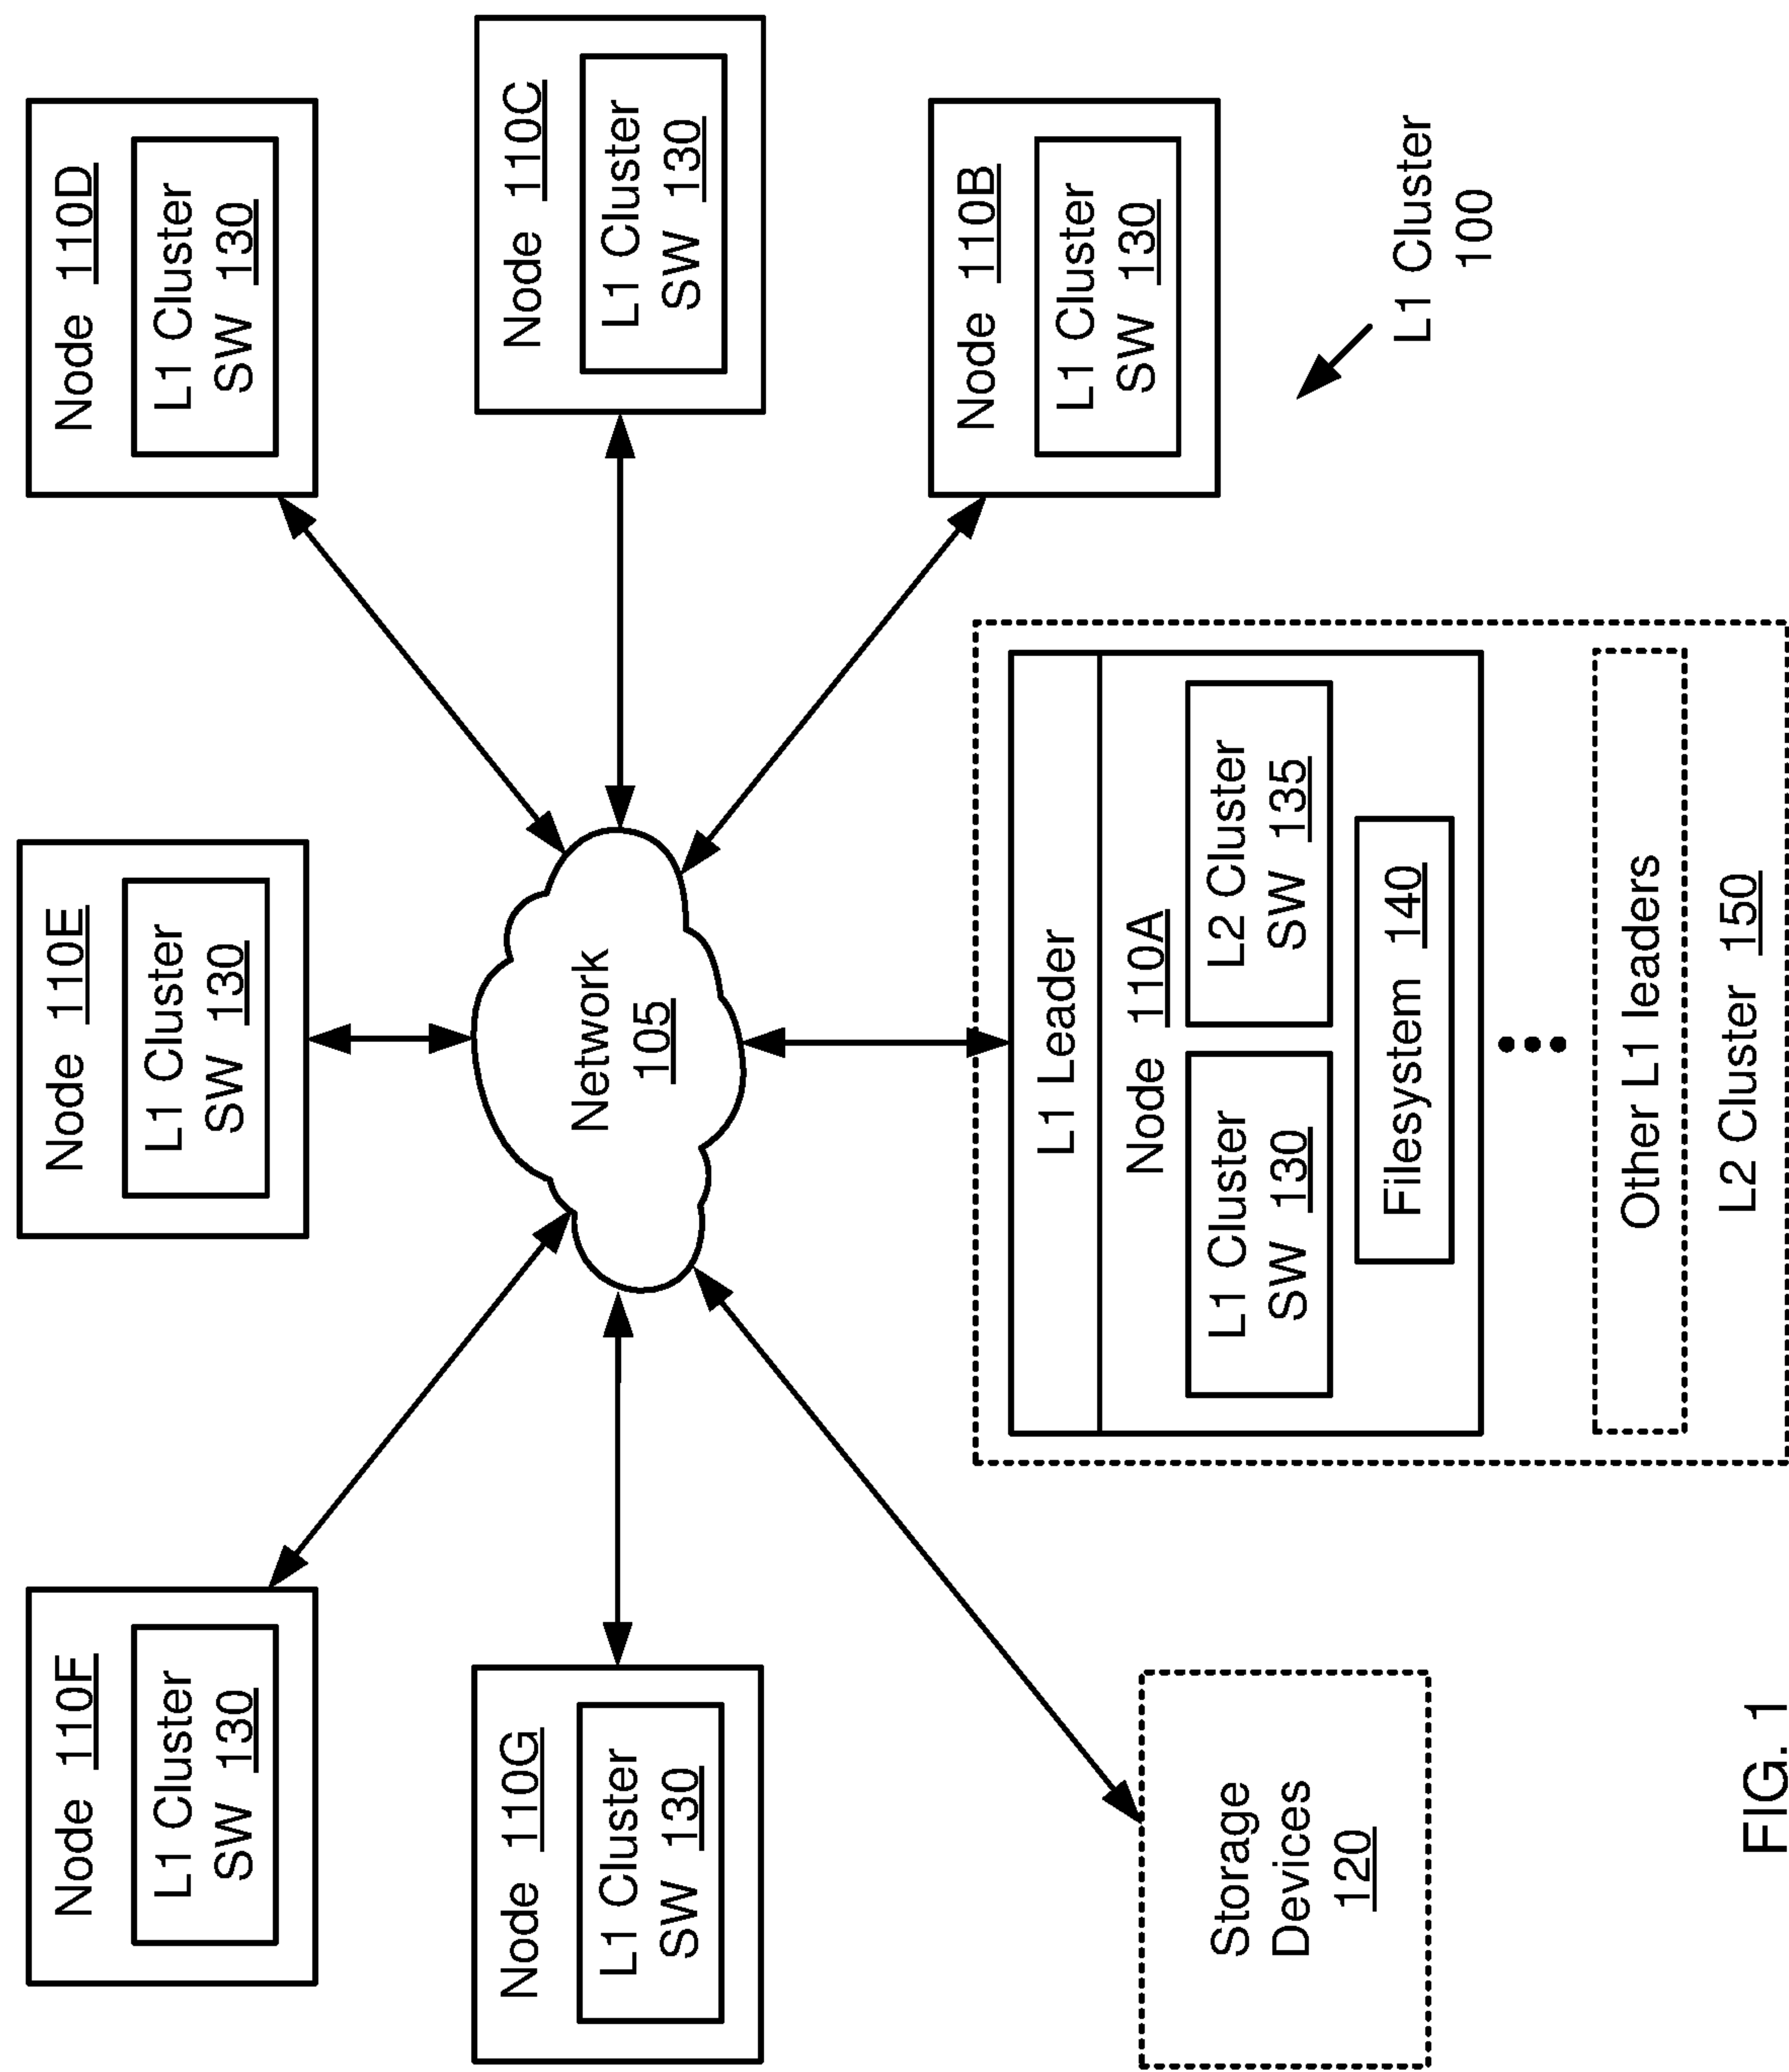 Node 110F
L1 Cluster
SW 130
Node 110E
L1 Cluster
SW 130
Node 110D
L1 Cluster
SW 130
Node 110G
L1 Cluster
SW 130
Network
105
Node 110C
L1 Cluster
SW 130
Storage
Devices
120
L1 Leader
Node 110A
L1 Cluster
SW 130
L2 Cluster
SW 135
Filesystem 140
Other L1 leaders
L2 Cluster 150
Node 110B
L1 Cluster
SW 130
L1 Cluster
100
FIG. 1